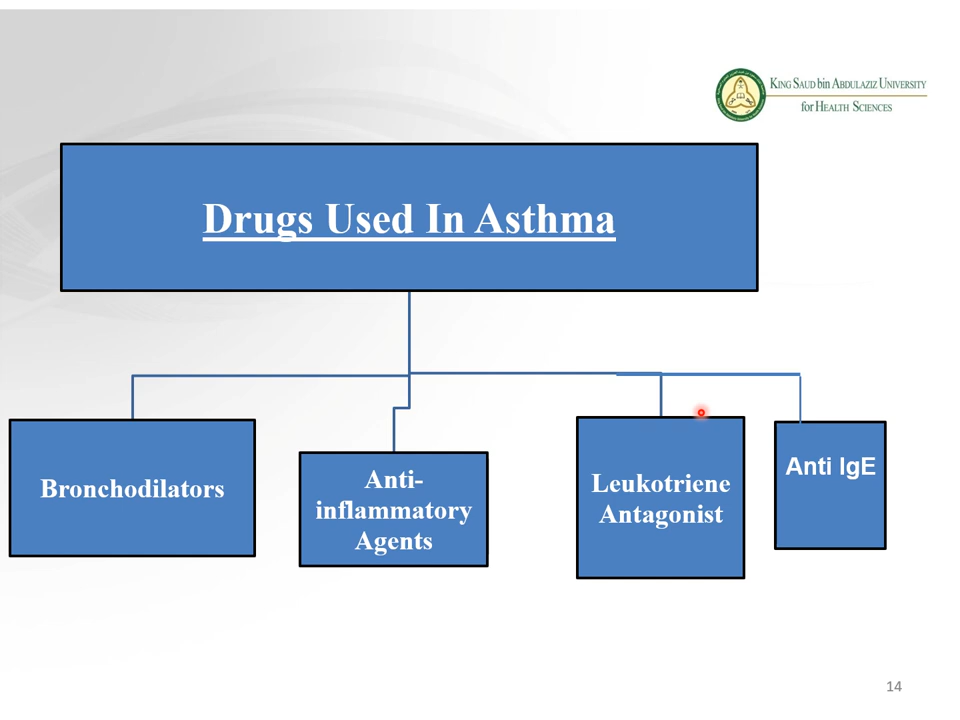 KING SAUD bin ABDULAZIZ UNIVERSITY
for HEALTH SCIENCES
Drugs Used In Asthma
Bronchodilators
Anti-
inflammatory
Agents
Leukotriene
Antagonist
Anti IgE
14